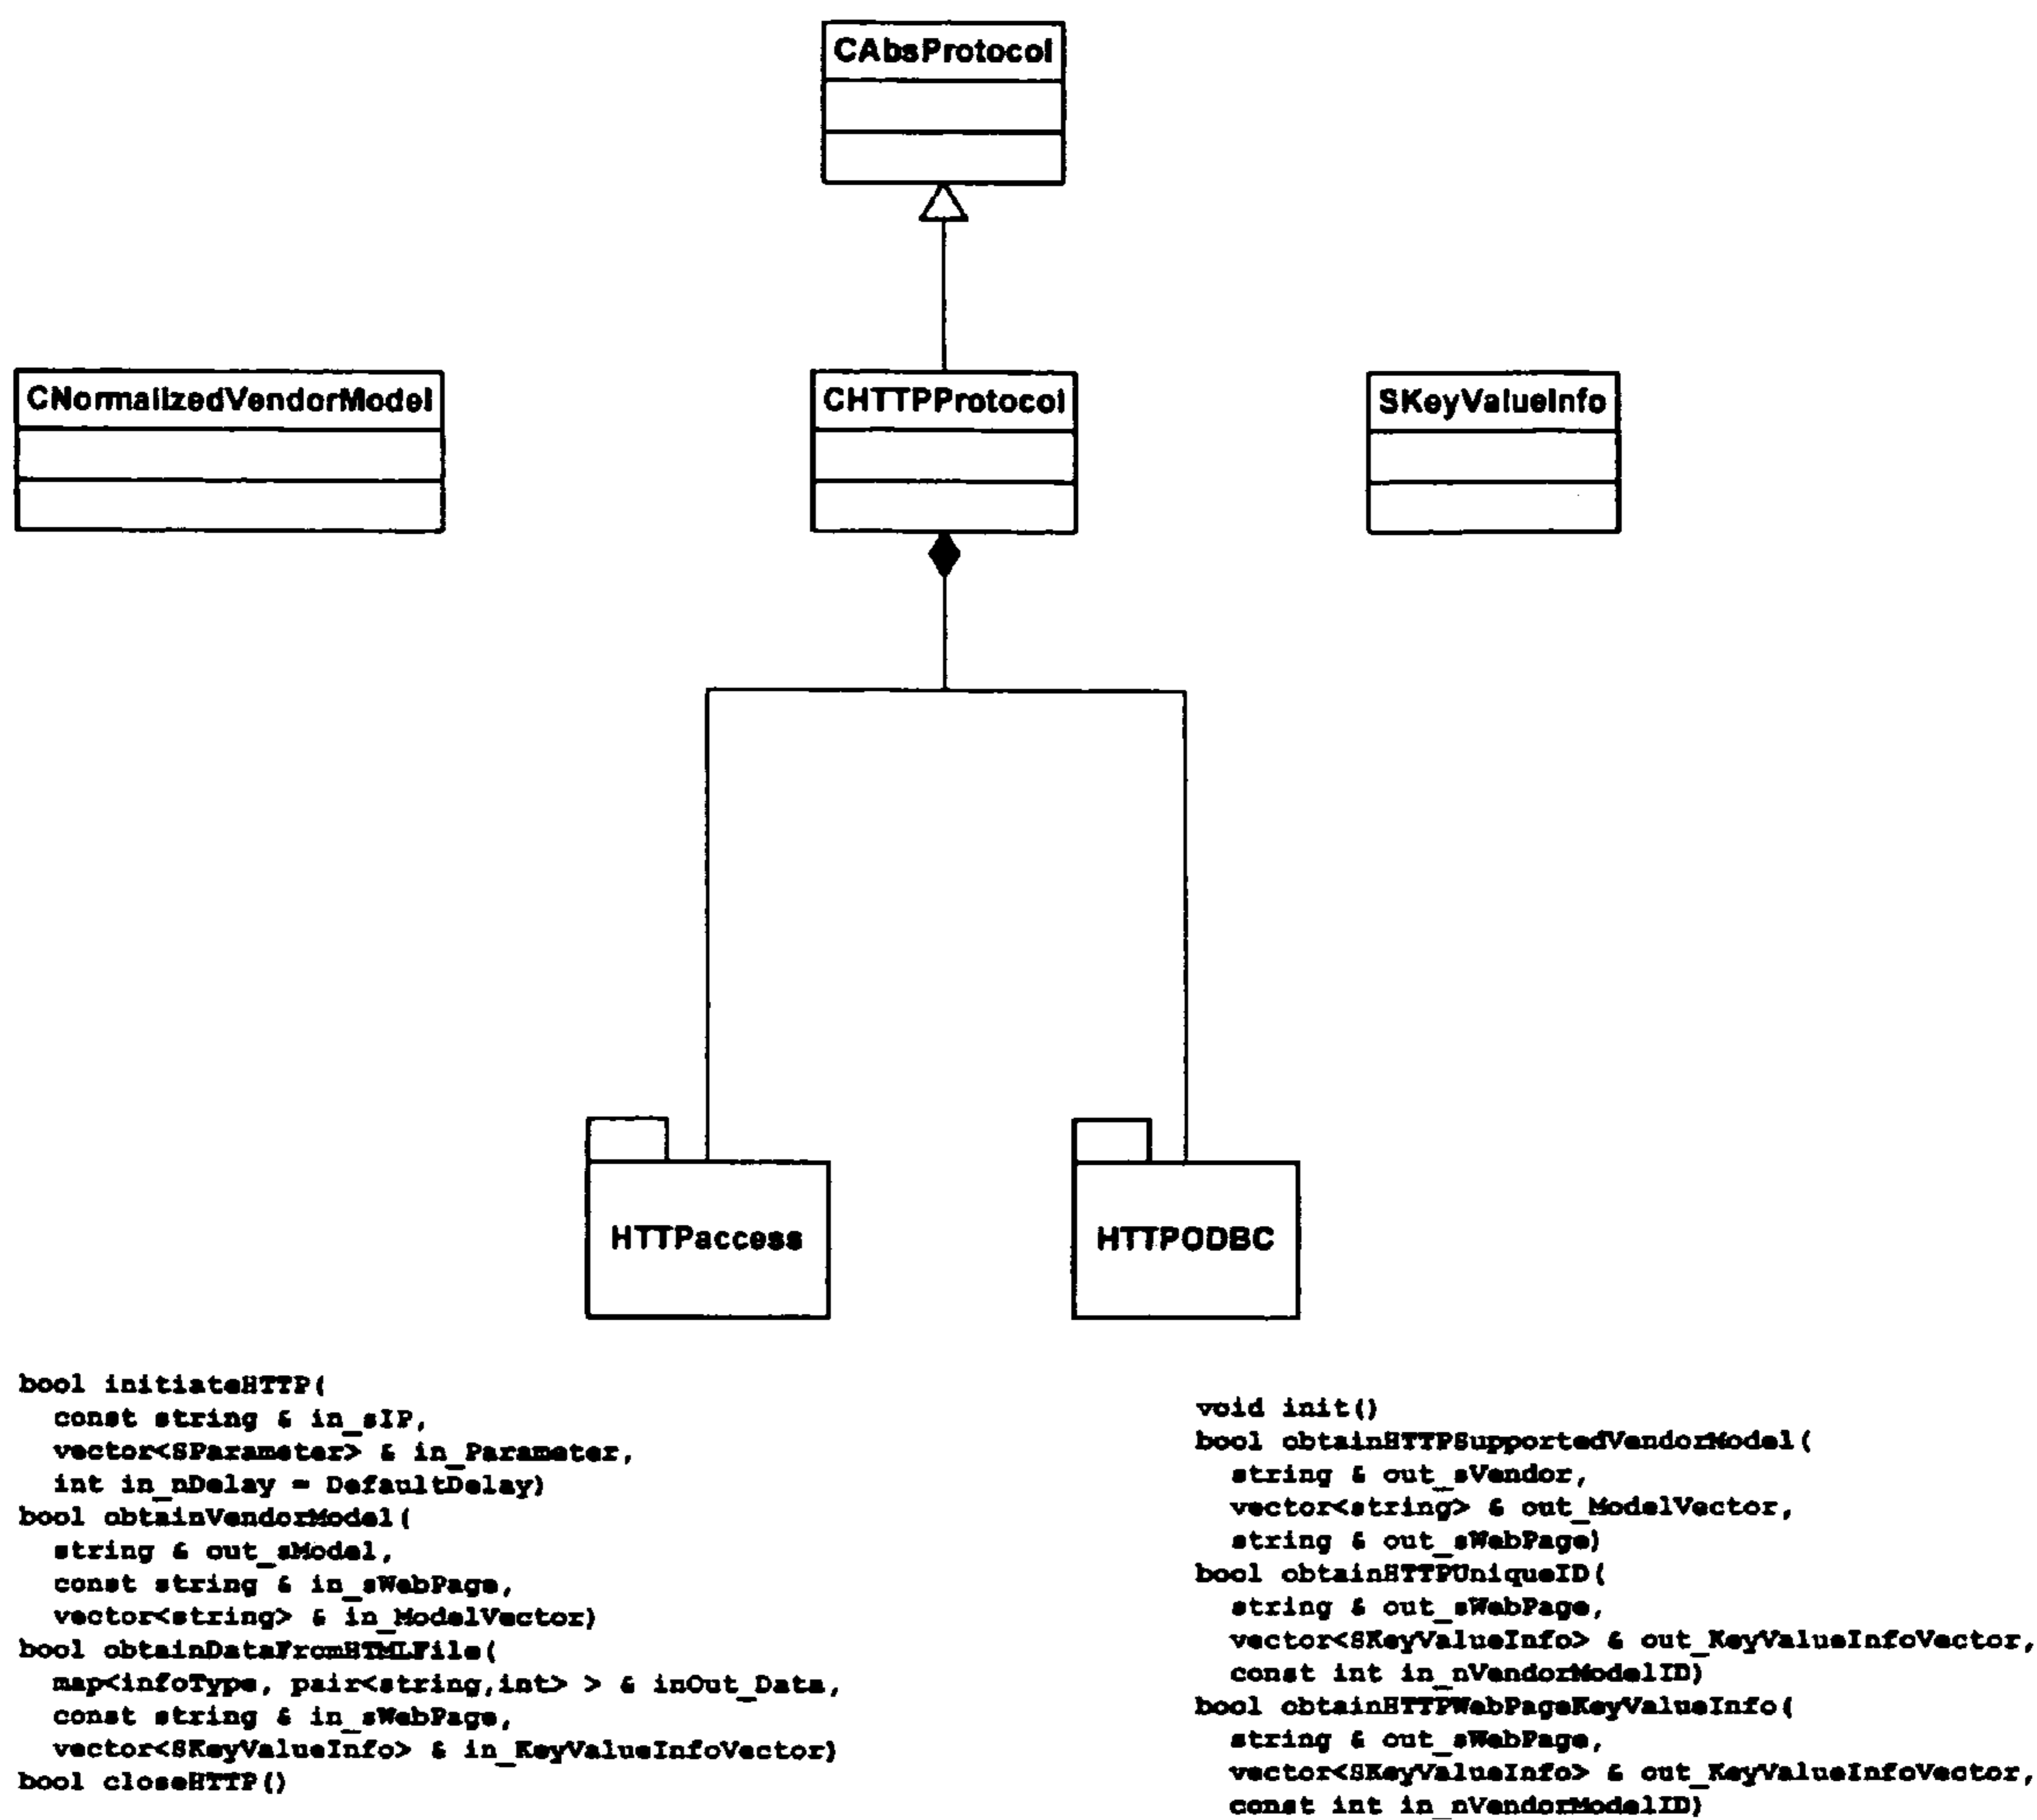 CAbsProtocol
CNormalizedVendorModel
CHTTPProtocol
SKeyValueInfo
HTTPaccess
HTTPODBC
bool initiateHTTP(
const string & in_sIP,
vector<SParameter> & in_Parameter,
int in_nDelay = DefaultDelay)
bool obtainVendorModel(
string & out_sModel,
const string & in_sWebPage,
vector<string> & in_ModelVector)
bool obtainDataFromHTMLFile(
map<infoType, pair<string,int> > & inOut_Data,
const string & in_sWebPage,
vector<SKeyValueInfo> & in_KeyValueInfoVector)
bool closeHTTP()
void init()
bool obtainHTTPSupportedVendorModel(
string & out_sVendor,
vector<string> & out_ModelVector,
string & out_sWebPage)
bool obtainHTTPUniqueID(
string & out_sWebPage,
vector<SKeyValueInfo> & out_KeyValueInfoVector,
const int in_nVendorModelID)
bool obtainHTTPWebPageKeyValueInfo(
string & out_sWebPage,
vector<SKeyValueInfo> & out_KeyValueInfoVector,
const int in_nVendorModelID)